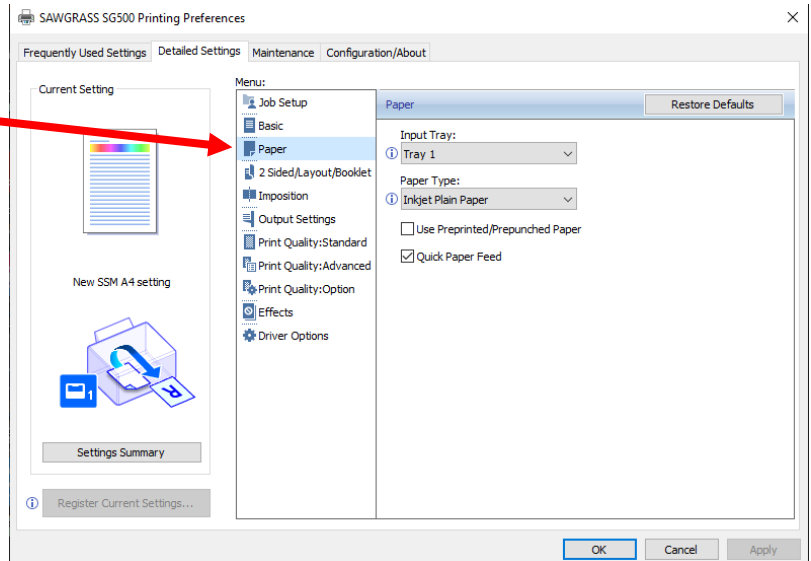 SAWGRASS SG500 Printing Preferences
Frequently Used Settings Detailed Settings Maintenance Configuration/About
Current Setting
New SSM A4 setting
1
R
Settings Summary
Register Current Settings...
Menu:
Job Setup
Basic
Paper
2 Sided/Layout/Booklet
Imposition
Output Settings
Print Quality:Standard
Print Quality:Advanced
Print Quality:Option
Effects
Driver Options
Paper Restore Defaults
Input Tray:
Tray 1
Paper Type:
Inkjet Plain Paper
Use Preprinted/Prepunched Paper
Quick Paper Feed
OK Cancel Apply